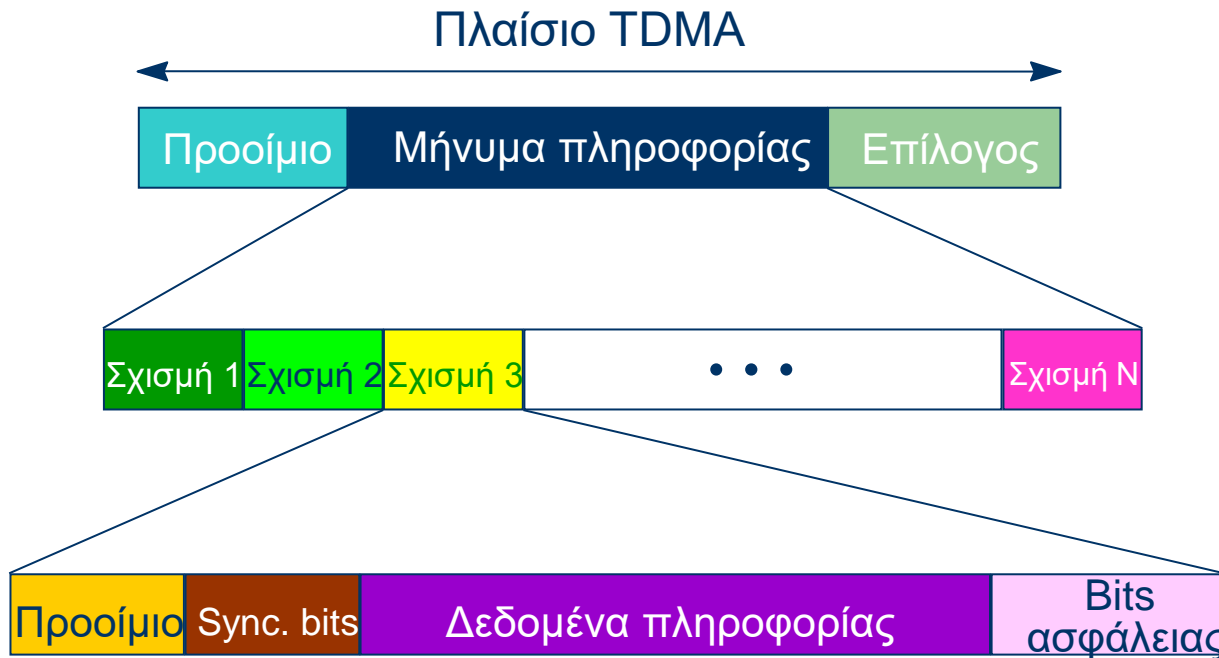 Πλαίσιο TDMA
Προοίμιο Μήνυμα πληροφορίας Επίλογος
Σχισμή 1 Σχισμή 2 Σχισμή 3 • • • Σχισμή N
Προοίμιο Sync. bits Δεδομένα πληροφορίας Bits
ασφάλειας